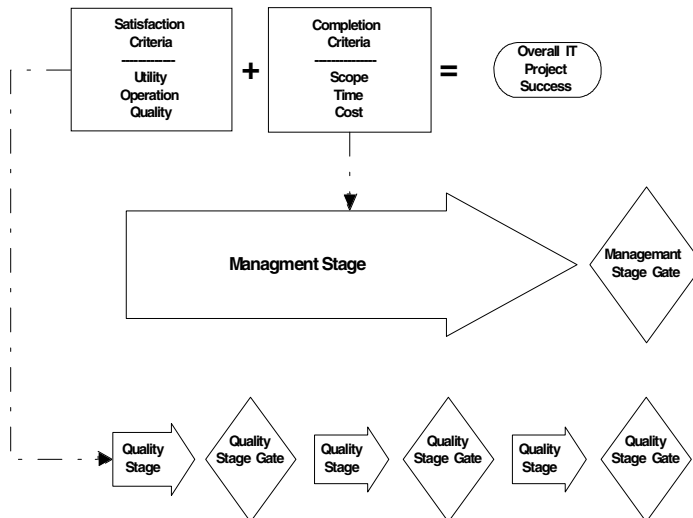 Satisfaction
Criteria
-------------
Utility
Operation
Quality
+
Completion
Criteria
---------------
Scope
Time
Cost
=
Overall IT
Project
Success
Managment Stage
Managemant
Stage Gate
Quality
Stage
Quality
Stage Gate
Quality
Stage
Quality
Stage Gate
Quality
Stage
Quality
Stage Gate